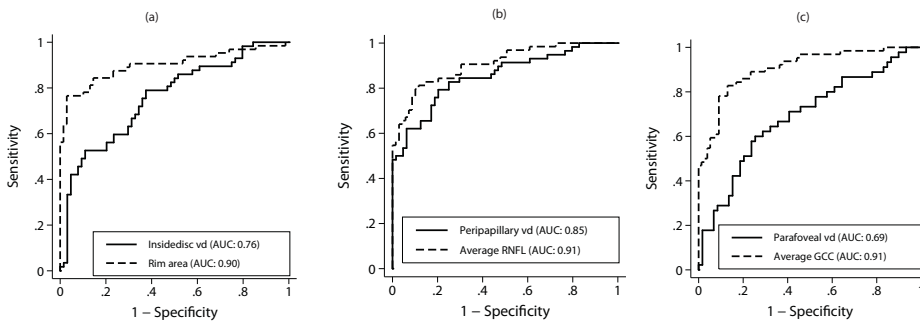 (a)
1
.8
.6
.4
.2
0
Sensitivity
Insidedisc vd (AUC: 0.76)
Rim area (AUC: 0.90)
0 .2 .4 .6 .8 1
1 − Specificity
(b)
1
.8
.6
.4
.2
0
Sensitivity
Peripapillary vd (AUC: 0.85)
Average RNFL (AUC: 0.91)
0 .2 .4 .6 .8 1
1 − Specificity
(c)
1
.8
.6
.4
.2
0
Sensitivity
Parafoveal vd (AUC: 0.69)
Average GCC (AUC: 0.91)
0 .2 .4 .6 .8 1
1 − Specificity